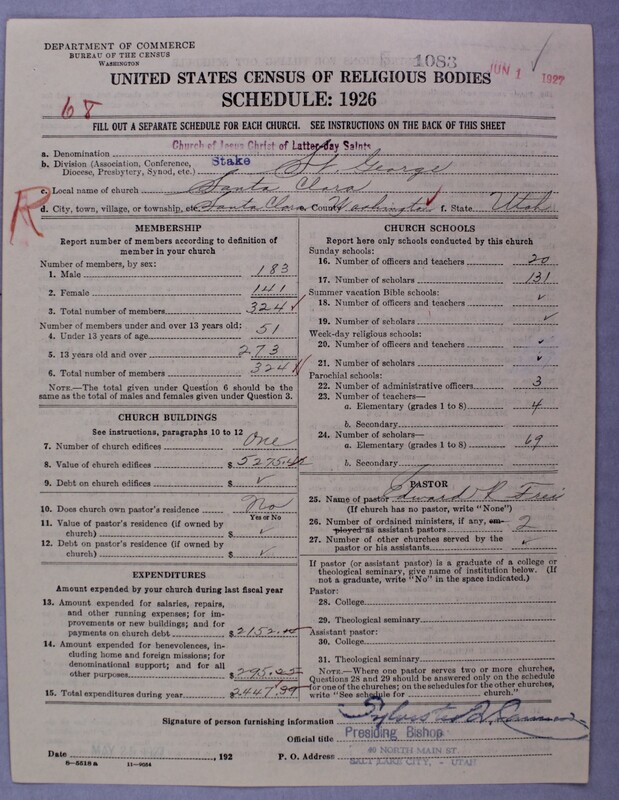 DEPARTMENT OF COMMERCE
BUREAU OF THE CENSUS
WASHINGTON
1083
JUN 1 1927
UNITED STATES CENSUS OF RELIGIOUS BODIES
SCHEDULE: 1926
68
FILL OUT A SEPARATE SCHEDULE FOR EACH CHURCH. SEE INSTRUCTIONS ON THE BACK OF THIS SHEET
a. Denomination Church of Jesus Christ of Latter-day Saints
b. Division (Association, Conference, Diocese, Presbytery, Synod, etc.) Stake St George
c. Local name of church Santa Clara
R
d. City, town, village, or township, etc. Santa Clara County Washington f. State Utah
MEMBERSHIP
Report number of members according to definition of
member in your church
Number of members, by sex:
1. Male 183
2. Female 141
3. Total number of members 324
Number of members under and over 13 years old:
4. Under 13 years of age 51
5. 13 years old and over 273
6. Total number of members 324
NOTE.—The total given under Question 6 should be
same as the total of males and females given under Question 3.
CHURCH BUILDINGS
See instructions, paragraphs 10 to 12
7. Number of church edifices One
8. Value of church edifices $ 5275
9. Debt on church edifices $ ✓
10. Does church own pastor's residence? No
Yes or No
11. Value of pastor's residence (if owned by
church) $ ✓
12. Debt on pastor's residence (if owned by
church) $ ✓
EXPENDITURES
Amount expended by your church during last fiscal year
13. Amount expended for salaries, repairs,
and other running expenses; for im-
provements or new buildings; and for
payments on church debt $ 2152
14. Amount expended for benevolences, in-
cluding home and foreign missions; for
denominational support; and for all
other purposes $ 295
15. Total expenditures during year $ 2447
CHURCH SCHOOLS
Report here only schools conducted by this church
Sunday schools:
16. Number of officers and teachers 20
17. Number of scholars 131
Summer vacation Bible schools:
18. Number of officers and teachers ✓
19. Number of scholars ✓
Week-day religious schools:
20. Number of officers and teachers ✓
21. Number of scholars ✓
Parochial schools:
22. Number of administrative officers 3
23. Number of teachers—
a. Elementary (grades 1 to 8) 4
b. Secondary
24. Number of scholars—
a. Elementary (grades 1 to 8) 69
b. Secondary
PASTOR
25. Name of pastor Edward R Frei
(If church has no pastor, write "None")
26. Number of ordained ministers, if any, em-
ployed as assistant pastors 2
27. Number of other churches served by the
pastor or his assistants ✓
If pastor (or assistant pastor) is a graduate of a college or
theological seminary, give name of institution below. (If
not a graduate, write "No" in the space indicated.)
Pastor:
28. College
29. Theological seminary
Assistant pastor:
30. College
31. Theological seminary
NOTE.—Where one pastor serves two or more churches,
Questions 28 and 29 should be answered only on the schedule
for one of the churches; on the schedules for the other churches,
write "See schedule for church."
Signature of person furnishing information
Official title Presiding Bishop
Date , 192 P. O. Address 40 NORTH MAIN ST.
SALT LAKE CITY, - UTAH
6-5518 a 11-9554